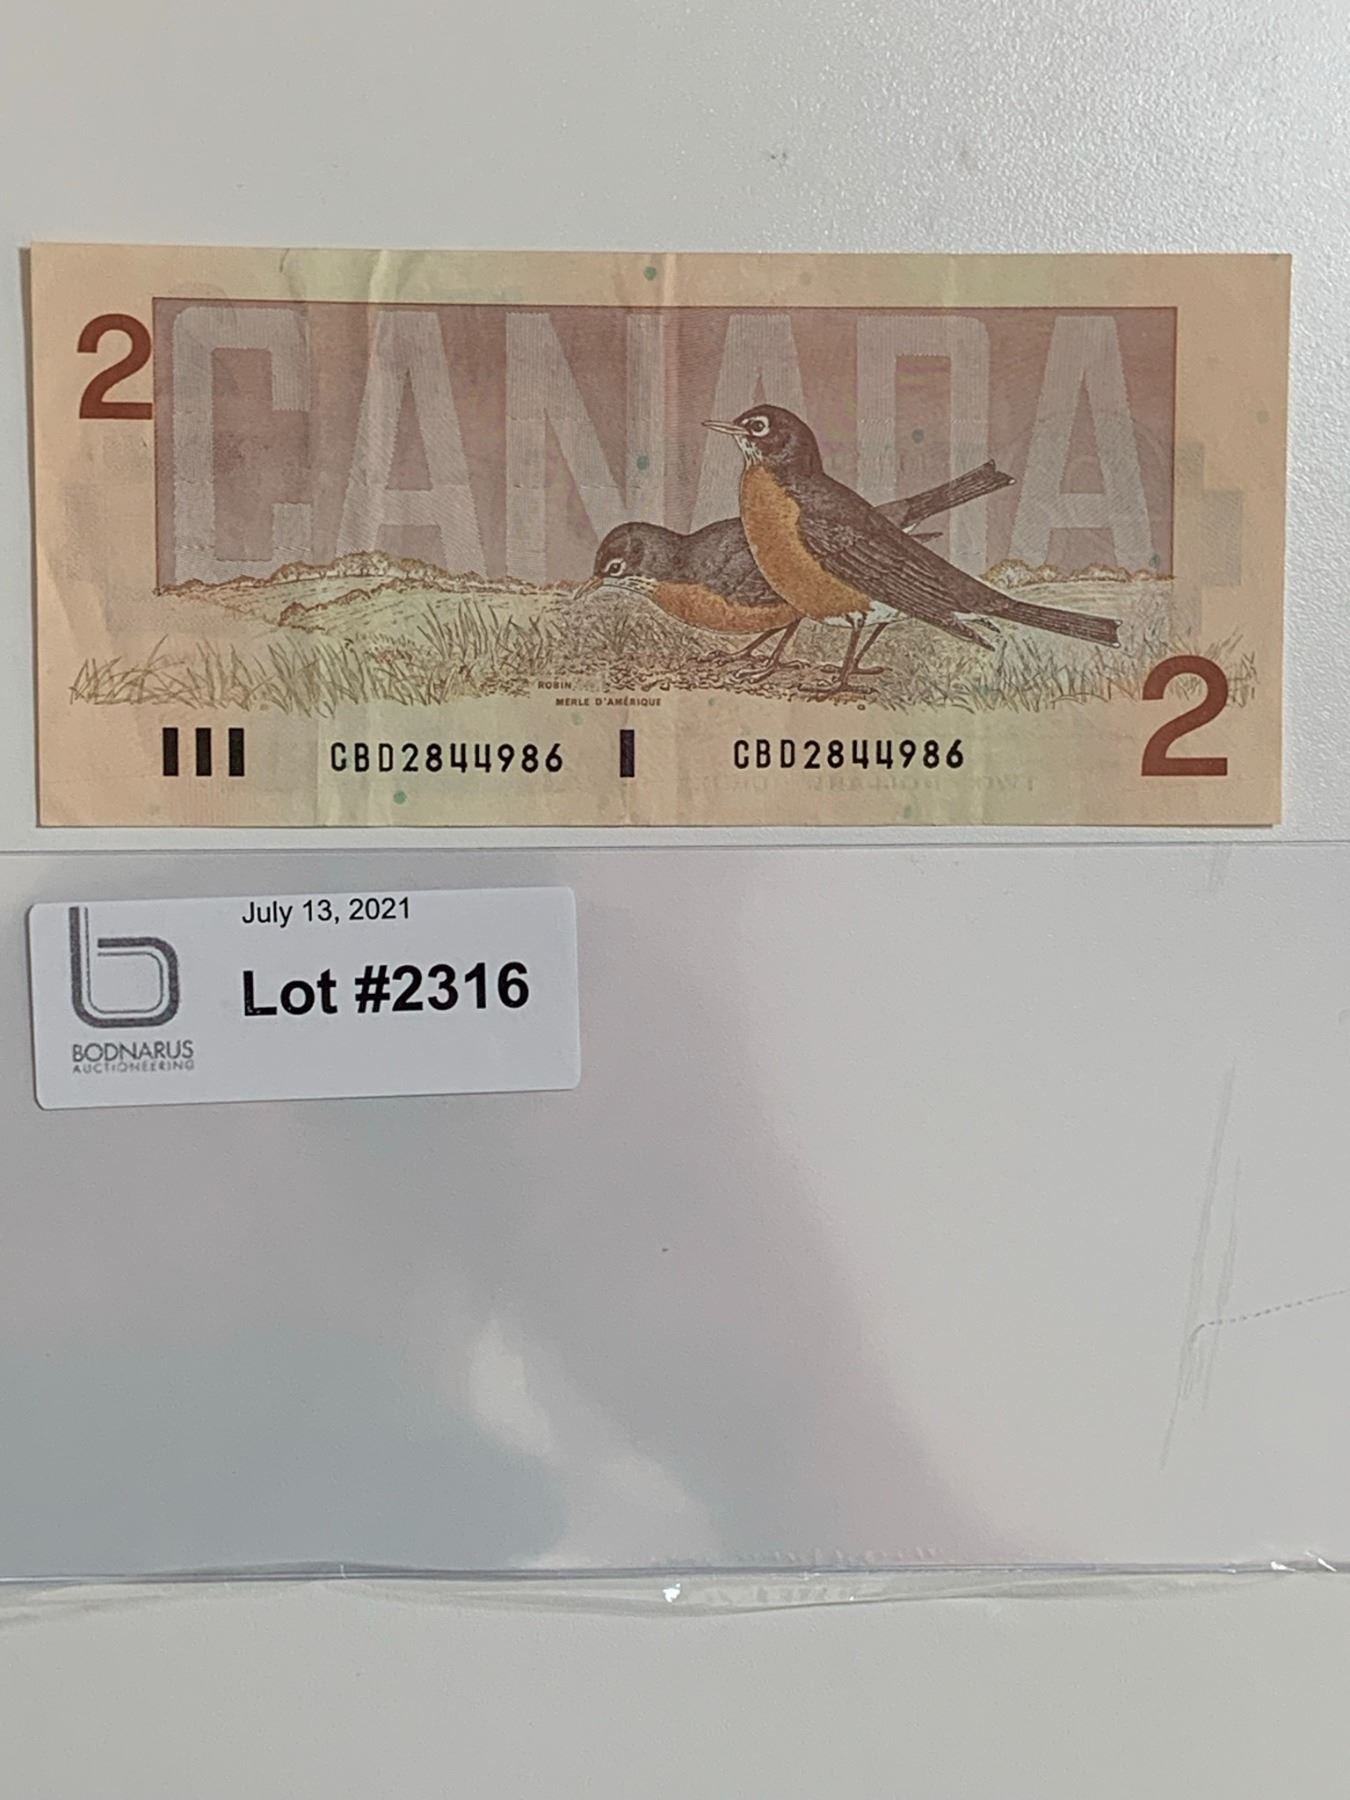 2
CANADA
ROBIN
MERLE D'AMÉRIQUE
CBD2844986 CBD2844986
2
July 13, 2021
Lot #2316
BODNARUS
AUCTIONEERING